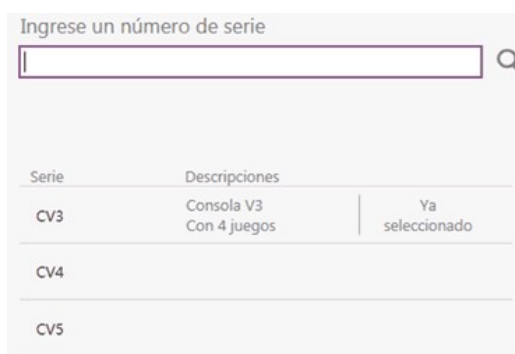 Ingrese un número de serie
Serie Descripciones
CV3 Consola V3 Ya
Con 4 juegos seleccionado
CV4
CV5